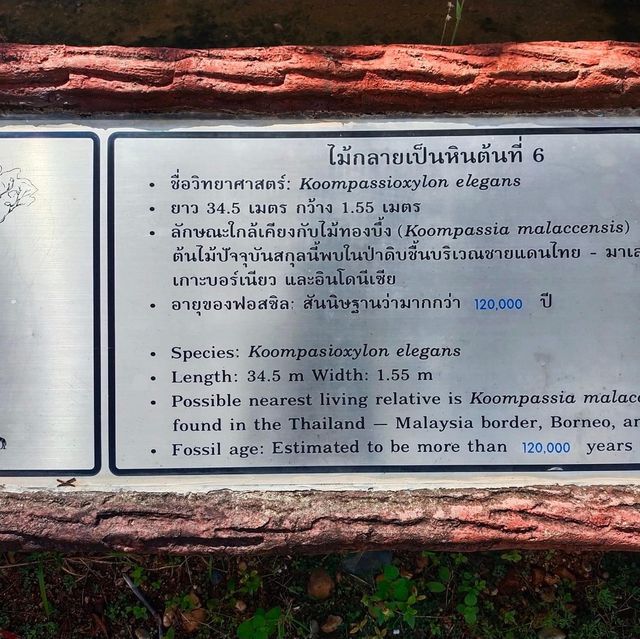 ไม้กลายเป็นหินต้นที่ 6
• ชื่อวิทยาศาสตร์: Koompassioxylon elegans
• ยาว 34.5 เมตร กว้าง 1.55 เมตร
• ลักษณะใกล้เคียงกับไม้ทองบึ้ง (Koompassia malaccensis)
ต้นไม้ปัจจุบันสกุลนี้พบในป่าดิบชื้นบริเวณชายแดนไทย - มาเล
เกาะบอร์เนียว และอินโดนีเซีย
• อายุของฟอสซิล: สันนิษฐานว่ามากกว่า 120,000 ปี
• Species: Koompasioxylon elegans
• Length: 34.5 m Width: 1.55 m
• Possible nearest living relative is Koompassia malacc
found in the Thailand — Malaysia border, Borneo, an
• Fossil age: Estimated to be more than 120,000 years